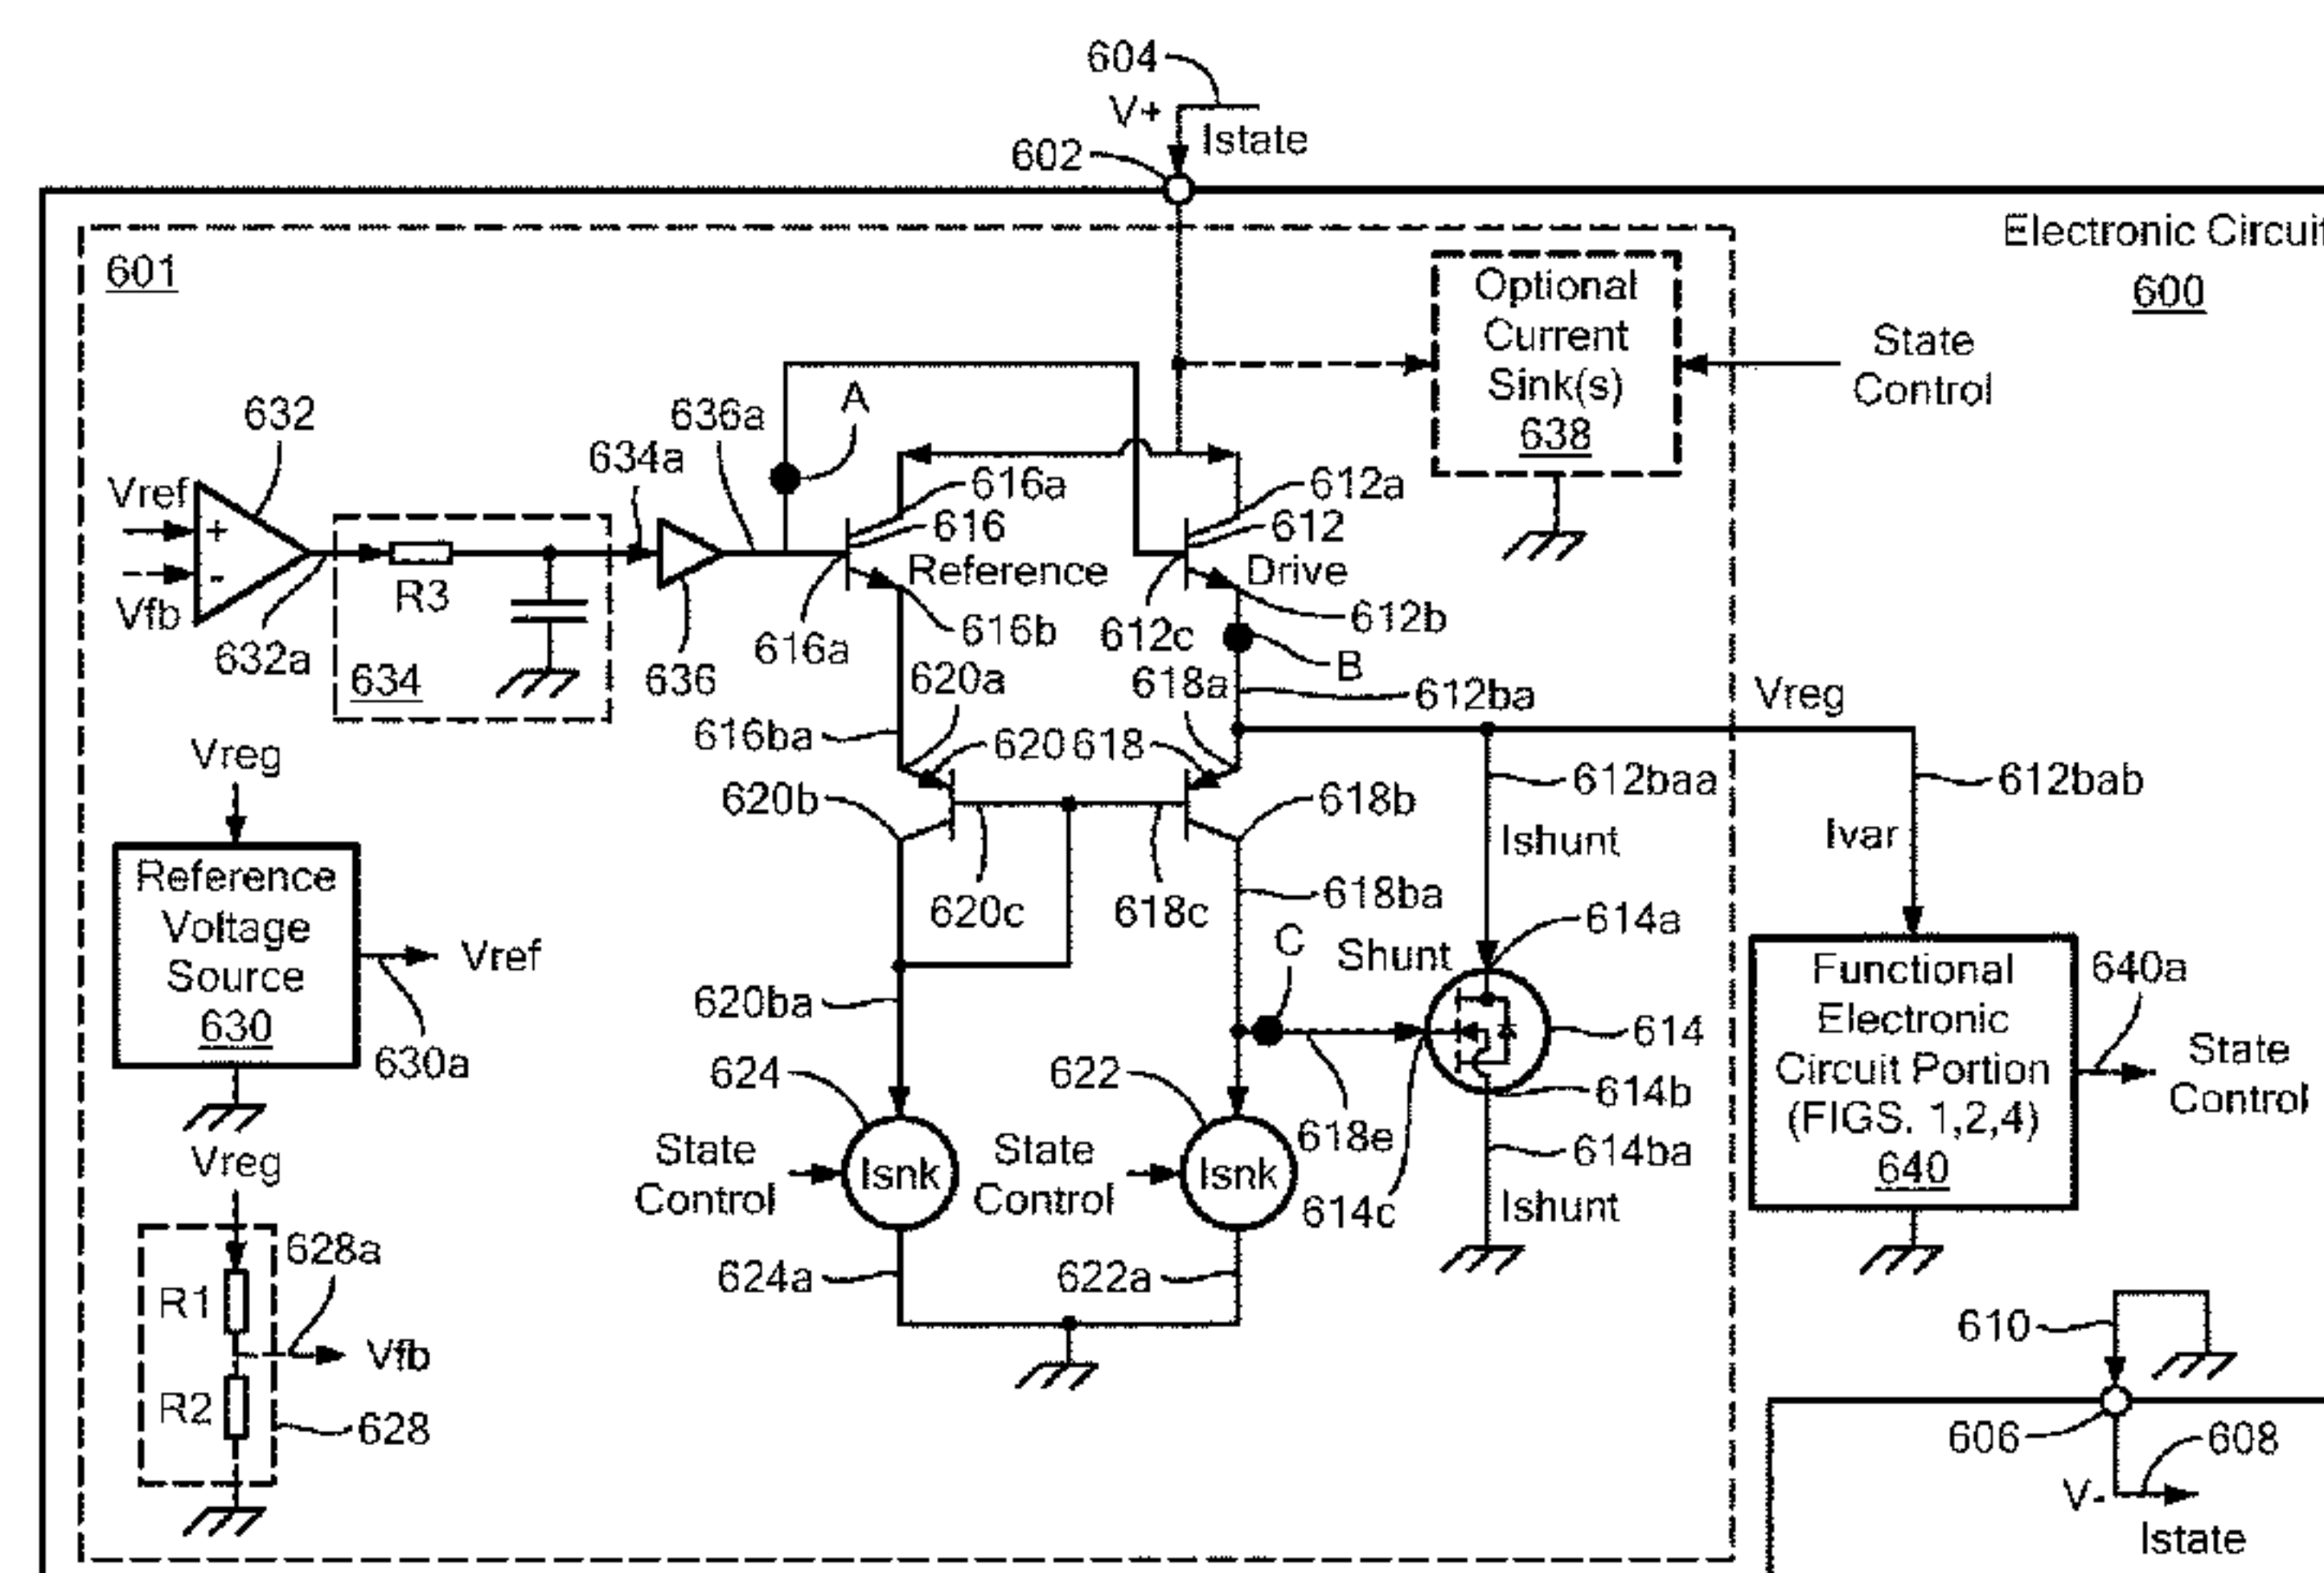 604
V+
Istate
602
Electronic Circuit
600
601
Optional
Current
Sink(s)
638
State
Control
632
636a
A
634a
Vref
+
-
Vfb
632a
R3
634
636
616a
616
Reference
616a
616b
612a
612
Drive
612c
612b
B
620a
618a
612ba
Vreg
616ba
620
618
612baa
612bab
620b
618b
Ishunt
Ivar
620c
618c
618ba
614a
C
Shunt
Vreg
Reference
Voltage
Source
630
Vref
630a
620ba
624
622
614
614b
618e
614ba
614c
Ishunt
State
Control
Isnk
State
Control
Isnk
624a
622a
Functional
Electronic
Circuit Portion
(FIGS. 1,2,4)
640
640a
State
Control
Vreg
628a
R1
Vfb
R2
628
610
606
608
V-
Istate